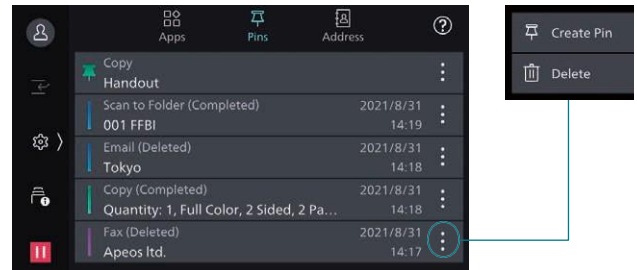 Apps
Pins
Address
Copy
Handout
Scan to Folder (Completed)
2021/8/31
001 FFBI
14:19
Email (Deleted)
2021/8/31
Tokyo
14:18
Copy (Completed)
2021/8/31
Quantity: 1, Full Color, 2 Sided, 2 Pa...
14:18
Fax (Deleted)
2021/8/31
Apeos ltd.
14:17
Create Pin
Delete